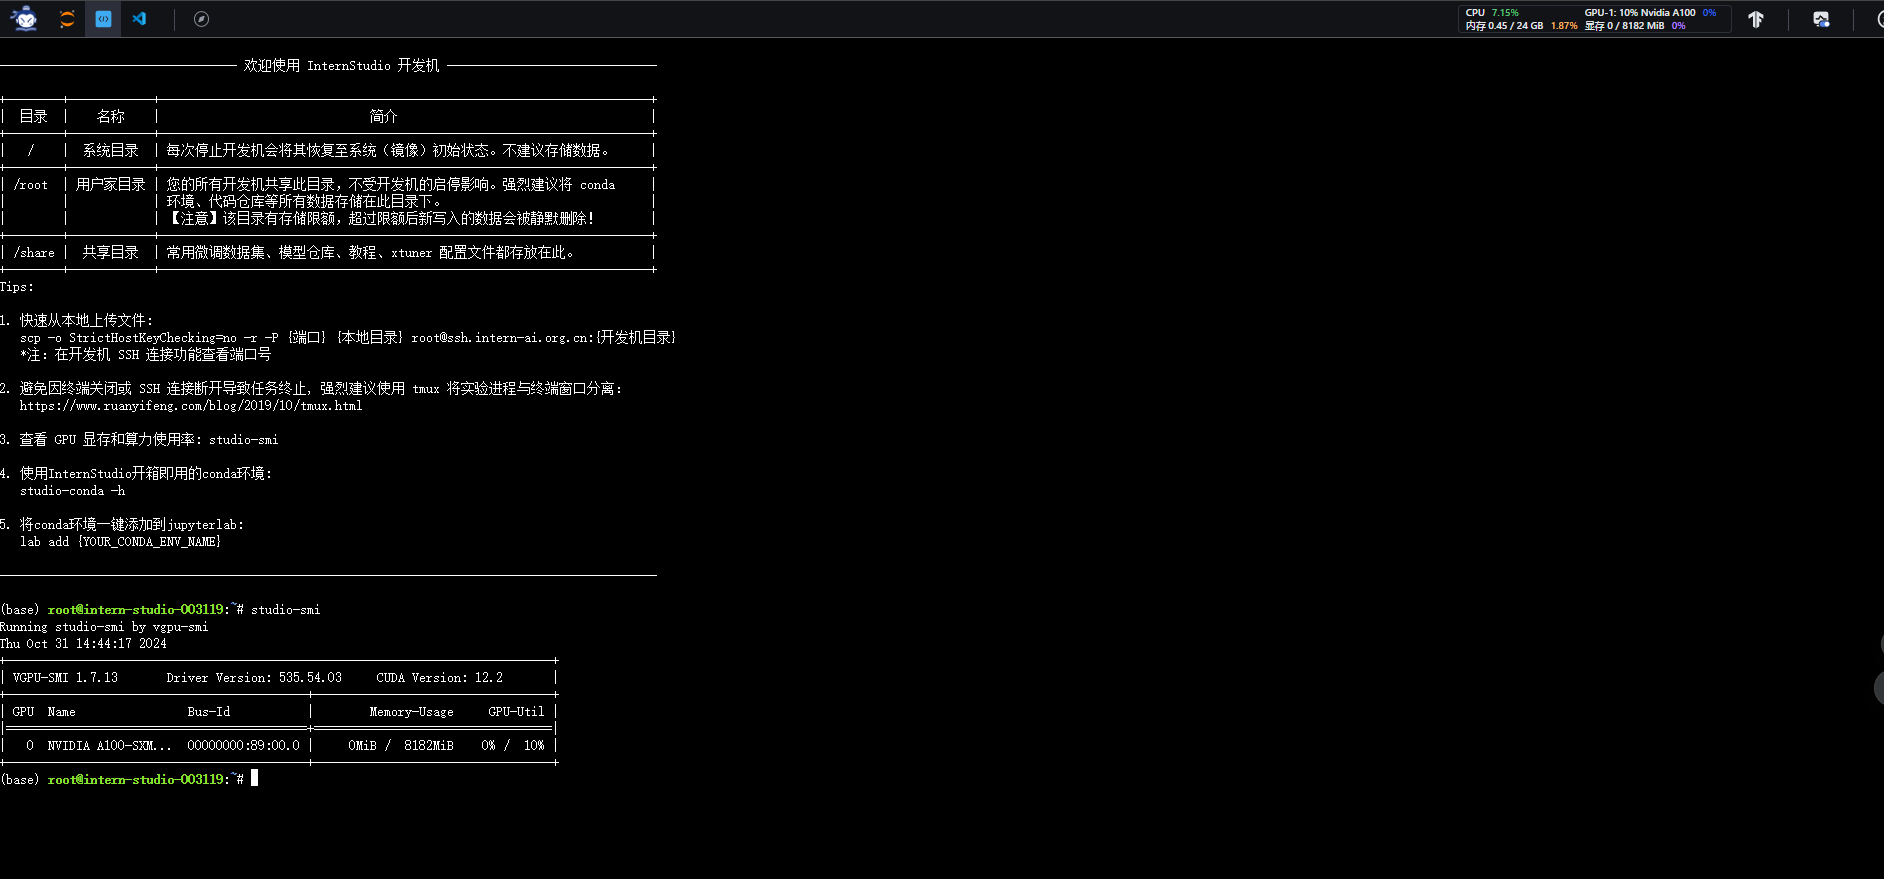 CPU 7.15% GPU-1: 10% Nvidia A100 0%
内存 0.45 / 24 GB 1.87% 显存 0 / 8182 MiB 0%
欢迎使用 InternStudio 开发机
目录 名称 简介
/ 系统目录 每次停止开发机会将其恢复至系统（镜像）初始状态。不建议存储数据。
/root 用户家目录 您的所有开发机共享此目录，不受开发机的启停影响。强烈建议将 conda
环境、代码仓库等所有数据存储在此目录下。
【注意】该目录有存储限额，超过限额后新写入的数据会被静默删除！
/share 共享目录 常用微调数据集、模型仓库、教程、xtuner 配置文件都存放在此。
Tips:
1. 快速从本地上传文件:
scp -o StrictHostKeyChecking=no -r -P {端口} {本地目录} root@ssh.intern-ai.org.cn:{开发机目录}
*注：在开发机 SSH 连接功能查看端口号
2. 避免因终端关闭或 SSH 连接断开导致任务终止，强烈建议使用 tmux 将实验进程与终端窗口分离：
https://www.ruanyifeng.com/blog/2019/10/tmux.html
3. 查看 GPU 显存和算力使用率: studio-smi
4. 使用InternStudio开箱即用的conda环境:
studio-conda -h
5. 将conda环境一键添加到jupyterlab:
lab add {YOUR_CONDA_ENV_NAME}
(base) root@intern-studio-003119:~# studio-smi
Running studio-smi by vgpu-smi
Thu Oct 31 14:44:17 2024
VGPU-SMI 1.7.13 Driver Version: 535.54.03 CUDA Version: 12.2
GPU Name Bus-Id Memory-Usage GPU-Util
0 NVIDIA A100-SXM... 00000000:89:00.0 0MiB / 8182MiB 0% / 10%
(base) root@intern-studio-003119:~#